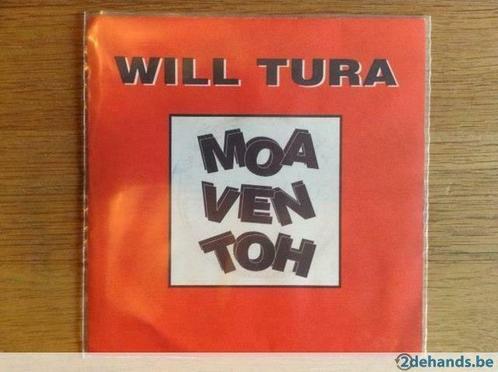 WILL TURA
MOA
VEN
TOH
2dehands.be